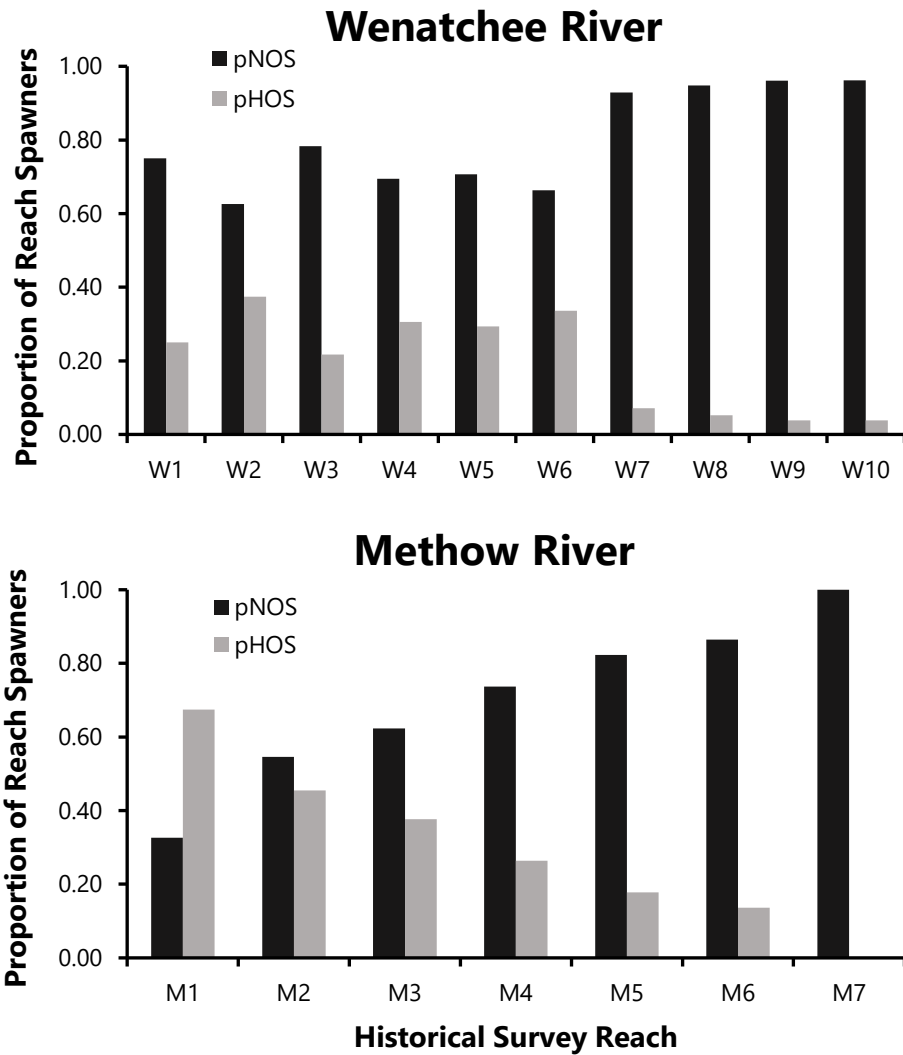 Wenatchee River
pNOS
pHOS
Proportion of Reach Spawners
1.00
0.80
0.60
0.40
0.20
0.00
W1 W2 W3 W4 W5 W6 W7 W8 W9 W10
Methow River
pNOS
pHOS
Proportion of Reach Spawners
1.00
0.80
0.60
0.40
0.20
0.00
M1 M2 M3 M4 M5 M6 M7
Historical Survey Reach